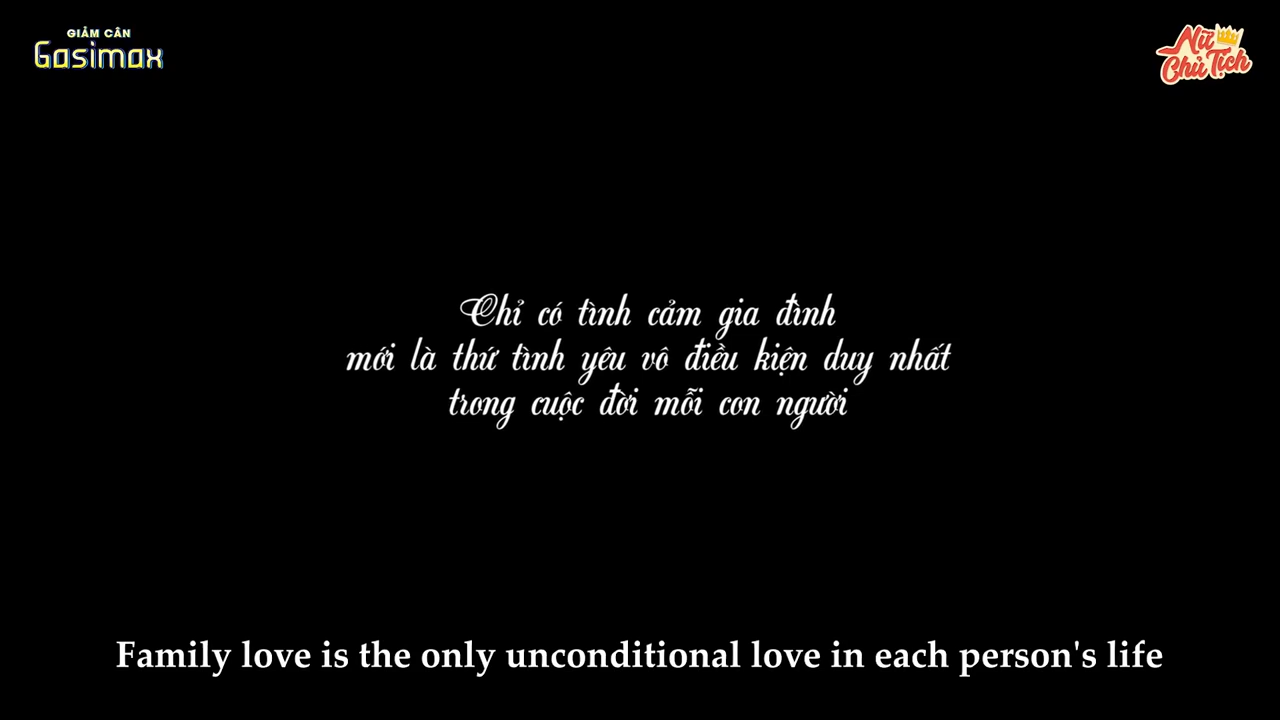 GIẢM CÂN
Gasimax
Nữ
Chủ Tịch
Chỉ có tình cảm gia đình
mới là thứ tình yêu vô điều kiện duy nhất
trong cuộc đời mỗi con người
Family love is the only unconditional love in each person's life